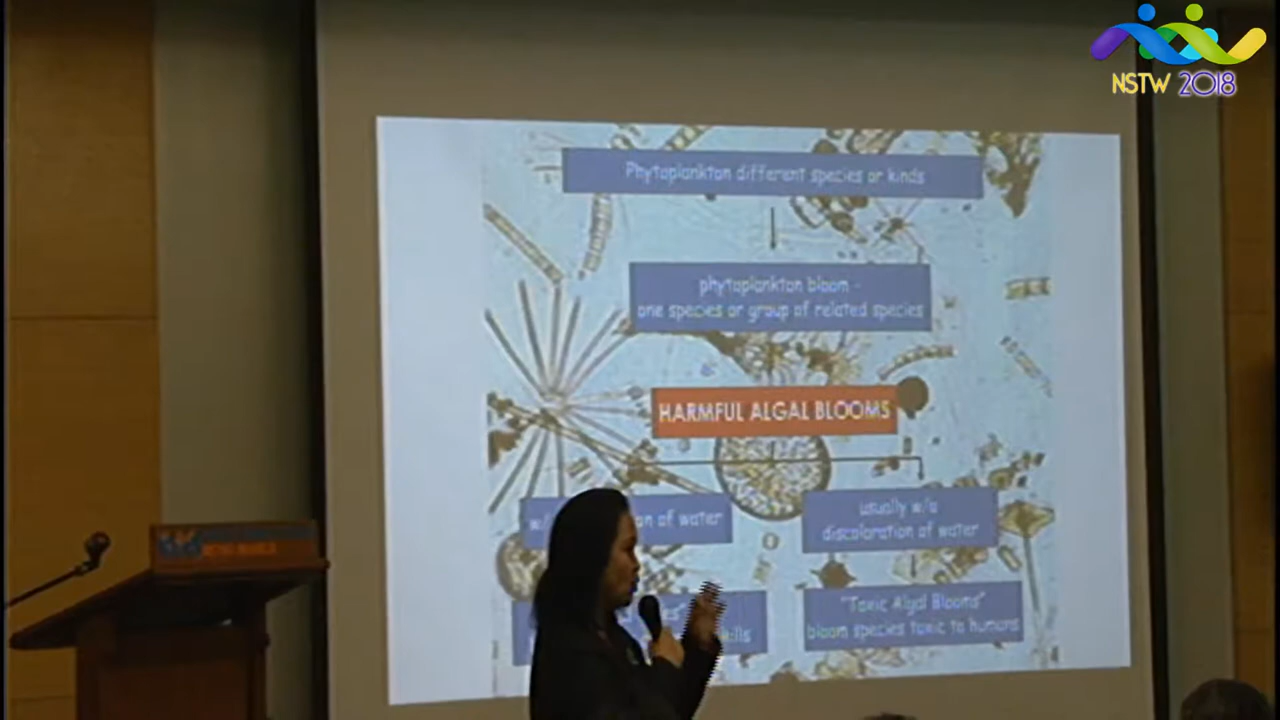 NSTW 2018
Phytoplankton different species or kinds
phytoplankton bloom -
one species or group of related species
HARMFUL ALGAL BLOOMS
of water
usually w/o
discoloration of water
"Toxic Algal Blooms"
bloom species toxic to humans